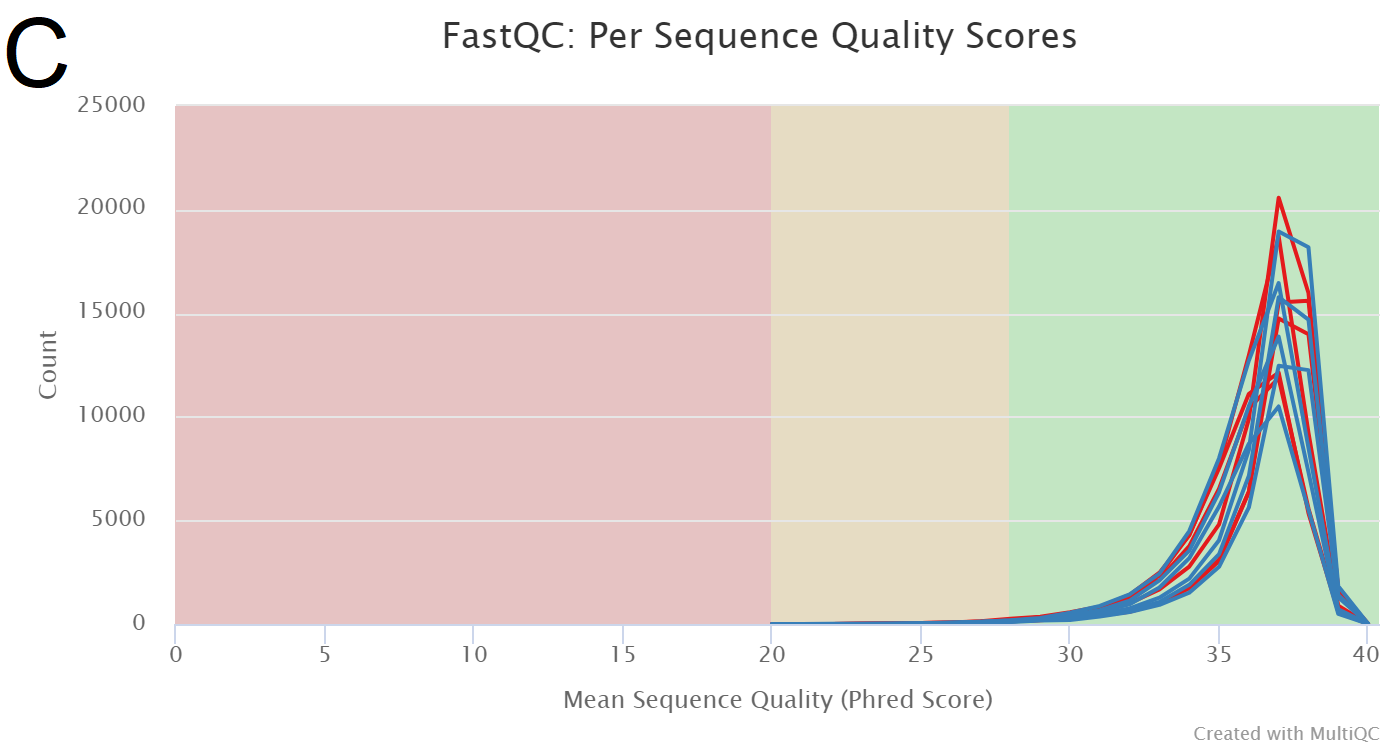 C
FastQC: Per Sequence Quality Scores
25000
20000
15000
10000
5000
0
Count
0 5 10 15 20 25 30 35 40
Mean Sequence Quality (Phred Score)
Created with MultiQC